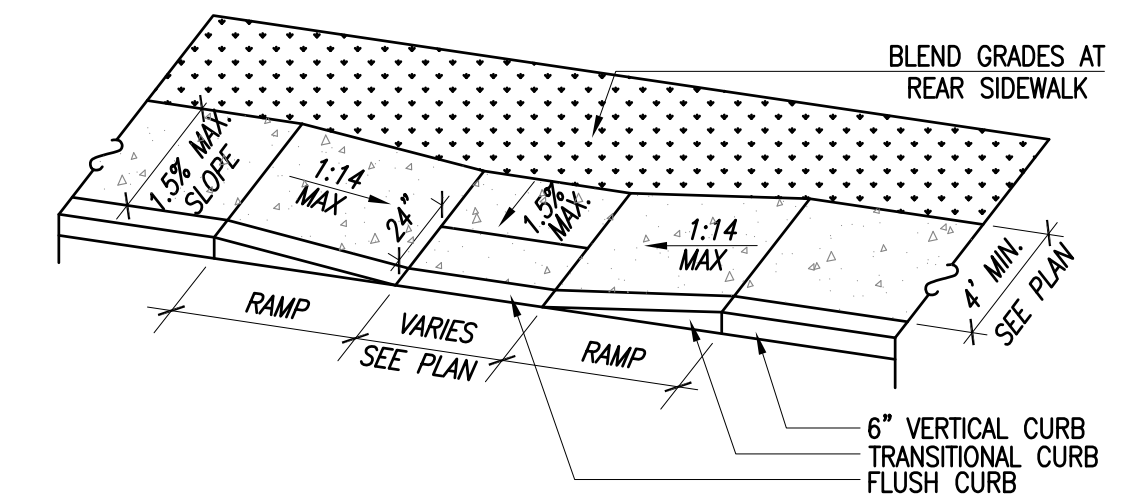 BLEND GRADES AT
REAR SIDEWALK
1.5% MAX.
SLOPE
1:14
MAX
24"
1.5%
MAX.
1:14
MAX
4' MIN.
SEE PLAN
RAMP
VARIES
SEE PLAN
RAMP
6" VERTICAL CURB
TRANSITIONAL CURB
FLUSH CURB